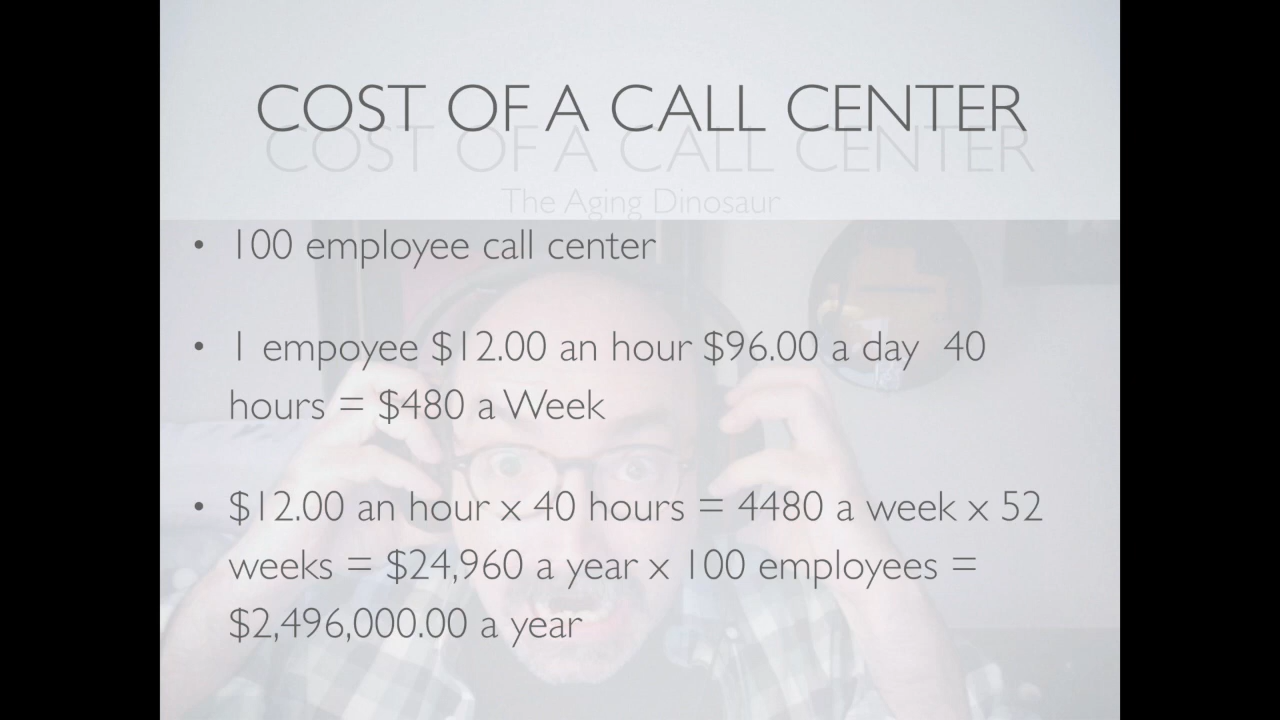 COST OF A CALL CENTER
COST OF A CALL CENTER
The Aging Dinosaur
• 100 employee call center
• 1 empoyee $12.00 an hour $96.00 a day 40
hours = $480 a Week
• $12.00 an hour x 40 hours = 4480 a week x 52
weeks = $24,960 a year x 100 employees =
$2,496,000.00 a year